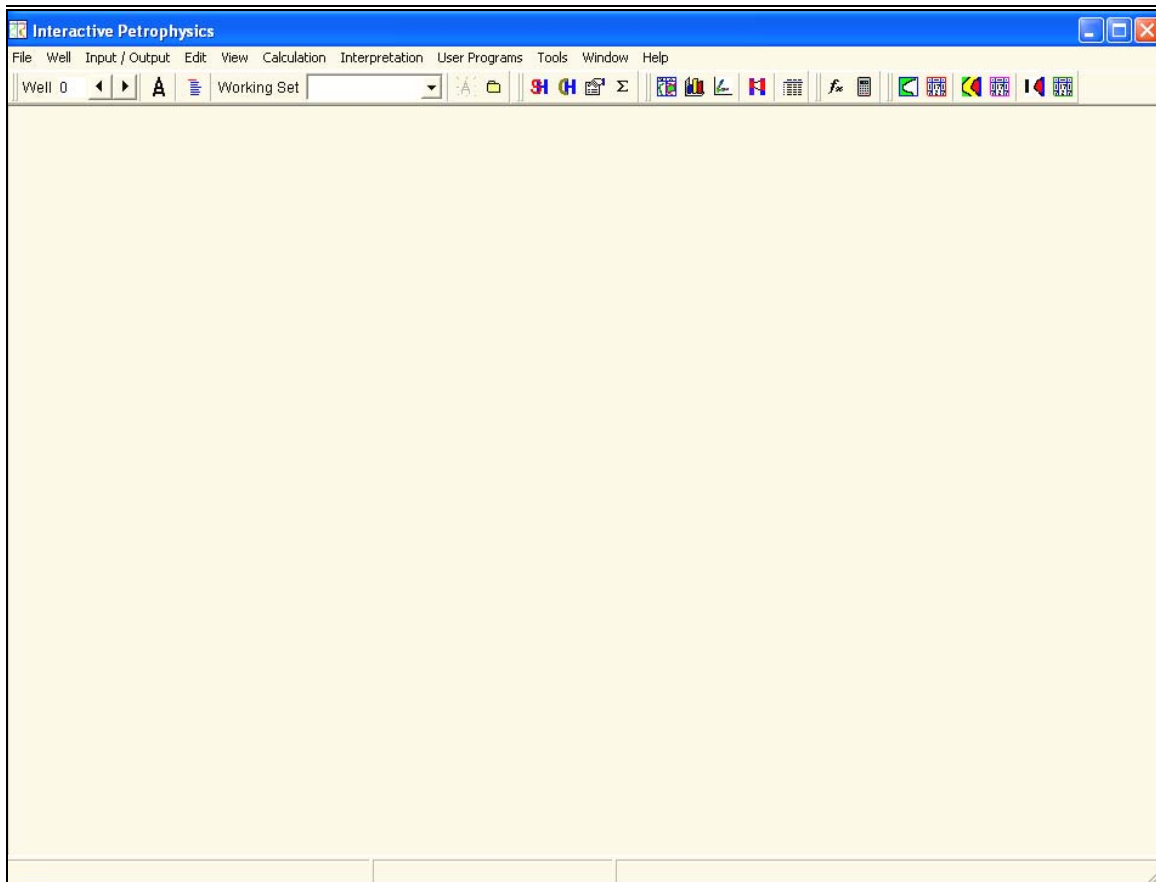 Interactive Petrophysics
File Well Input / Output Edit View Calculation Interpretation User Programs Tools Window Help
Well 0 Working Set